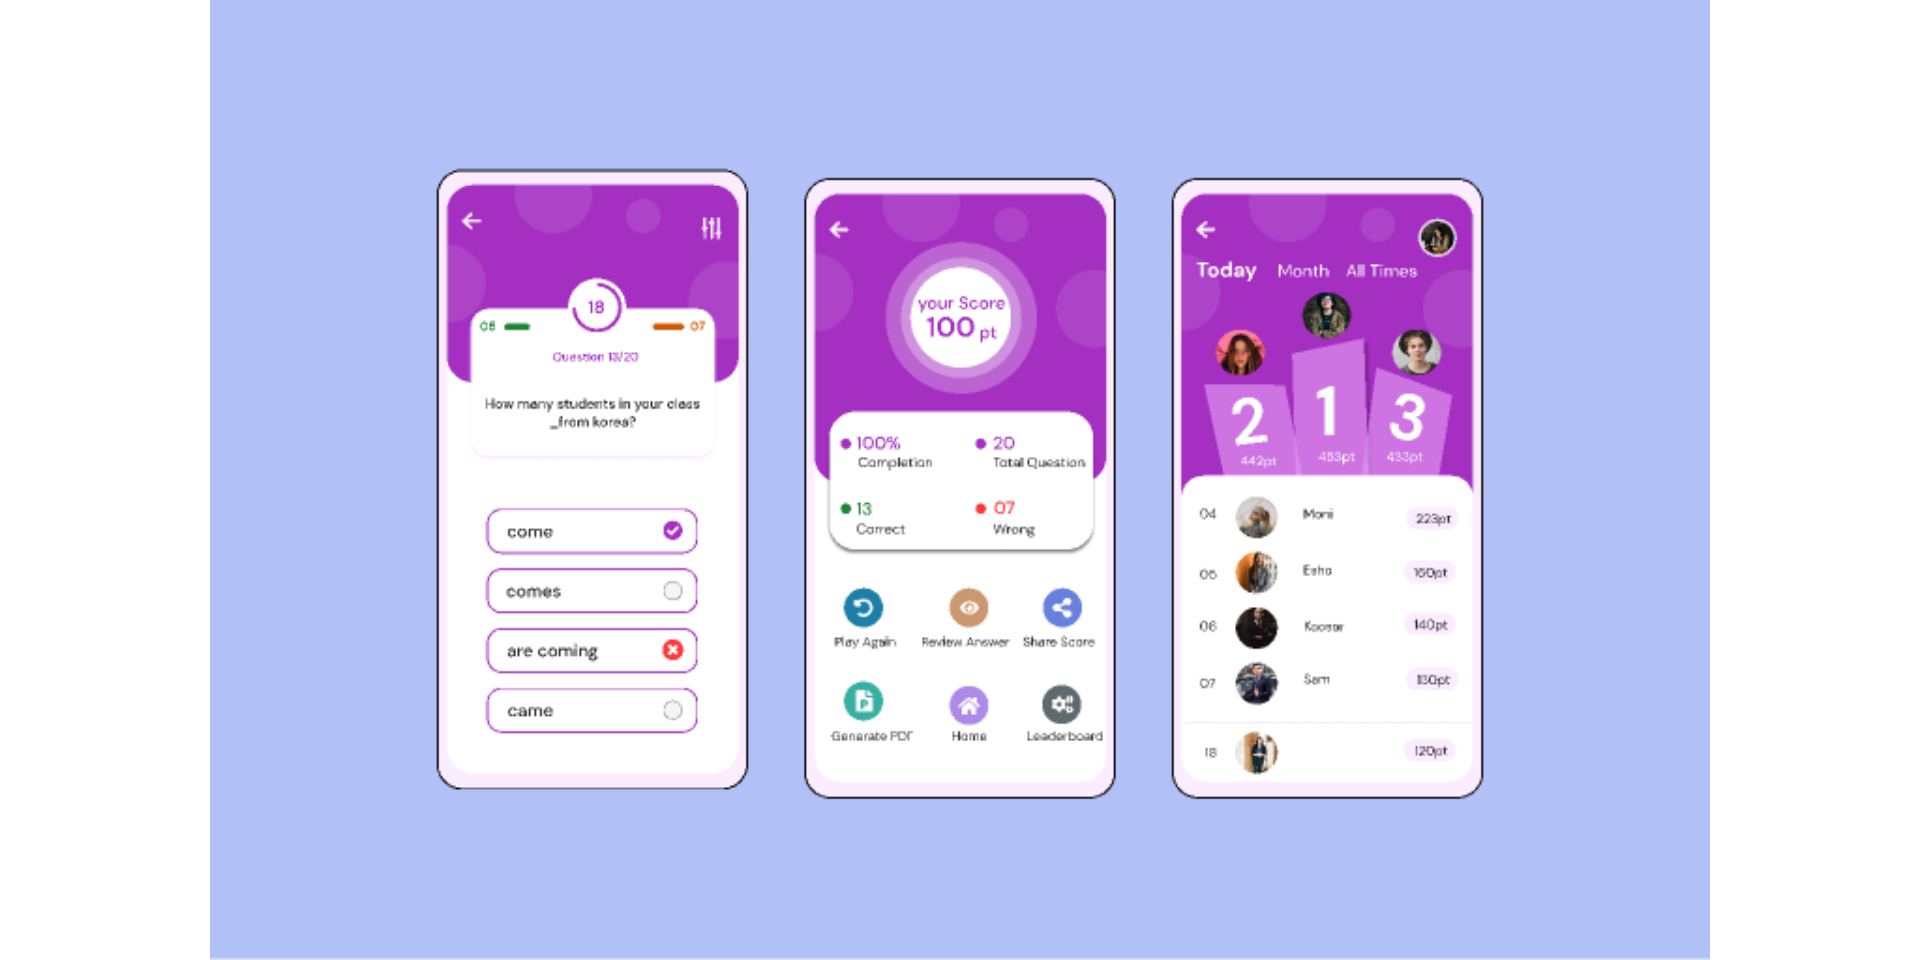 18
05
07
Question 13/20
How many students in your class
_from korea?
come
comes
are coming
came
your Score
100 pt
100%
Completion
20
Total Question
13
Correct
07
Wrong
Play Again
Review Answer
Share Score
Generate PDF
Home
Leaderboard
Today Month All Times
2
1
3
442pt
453pt
433pt
04
Moni
223pt
05
Esha
160pt
06
140pt
07
Sam
130pt
18
120pt